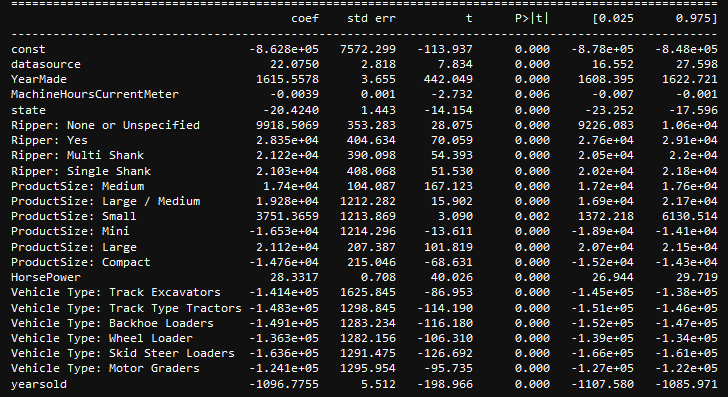 ==============================================================================================
coef std err t P>|t| [0.025 0.975]
----------------------------------------------------------------------------------------------
const -8.628e+05 7572.299 -113.937 0.000 -8.78e+05 -8.48e+05
datasource 22.0750 2.818 7.834 0.000 16.552 27.598
YearMade 1615.5578 3.655 442.049 0.000 1608.395 1622.721
MachineHoursCurrentMeter -0.0039 0.001 -2.732 0.006 -0.007 -0.001
state -20.4240 1.443 -14.154 0.000 -23.252 -17.596
Ripper: None or Unspecified 9918.5069 353.283 28.075 0.000 9226.083 1.06e+04
Ripper: Yes 2.835e+04 404.634 70.059 0.000 2.76e+04 2.91e+04
Ripper: Multi Shank 2.122e+04 390.098 54.393 0.000 2.05e+04 2.2e+04
Ripper: Single Shank 2.103e+04 408.068 51.530 0.000 2.02e+04 2.18e+04
ProductSize: Medium 1.74e+04 104.087 167.123 0.000 1.72e+04 1.76e+04
ProductSize: Large / Medium 1.928e+04 1212.282 15.902 0.000 1.69e+04 2.17e+04
ProductSize: Small 3751.3659 1213.869 3.090 0.002 1372.218 6130.514
ProductSize: Mini -1.653e+04 1214.296 -13.611 0.000 -1.89e+04 -1.41e+04
ProductSize: Large 2.112e+04 207.387 101.819 0.000 2.07e+04 2.15e+04
ProductSize: Compact -1.476e+04 215.046 -68.631 0.000 -1.52e+04 -1.43e+04
HorsePower 28.3317 0.708 40.026 0.000 26.944 29.719
Vehicle Type: Track Excavators -1.414e+05 1625.845 -86.953 0.000 -1.45e+05 -1.38e+05
Vehicle Type: Track Type Tractors -1.483e+05 1298.845 -114.190 0.000 -1.51e+05 -1.46e+05
Vehicle Type: Backhoe Loaders -1.491e+05 1283.234 -116.180 0.000 -1.52e+05 -1.47e+05
Vehicle Type: Wheel Loader -1.363e+05 1282.156 -106.310 0.000 -1.39e+05 -1.34e+05
Vehicle Type: Skid Steer Loaders -1.636e+05 1291.475 -126.692 0.000 -1.66e+05 -1.61e+05
Vehicle Type: Motor Graders -1.241e+05 1295.954 -95.735 0.000 -1.27e+05 -1.22e+05
yearsold -1096.7755 5.512 -198.966 0.000 -1107.580 -1085.971